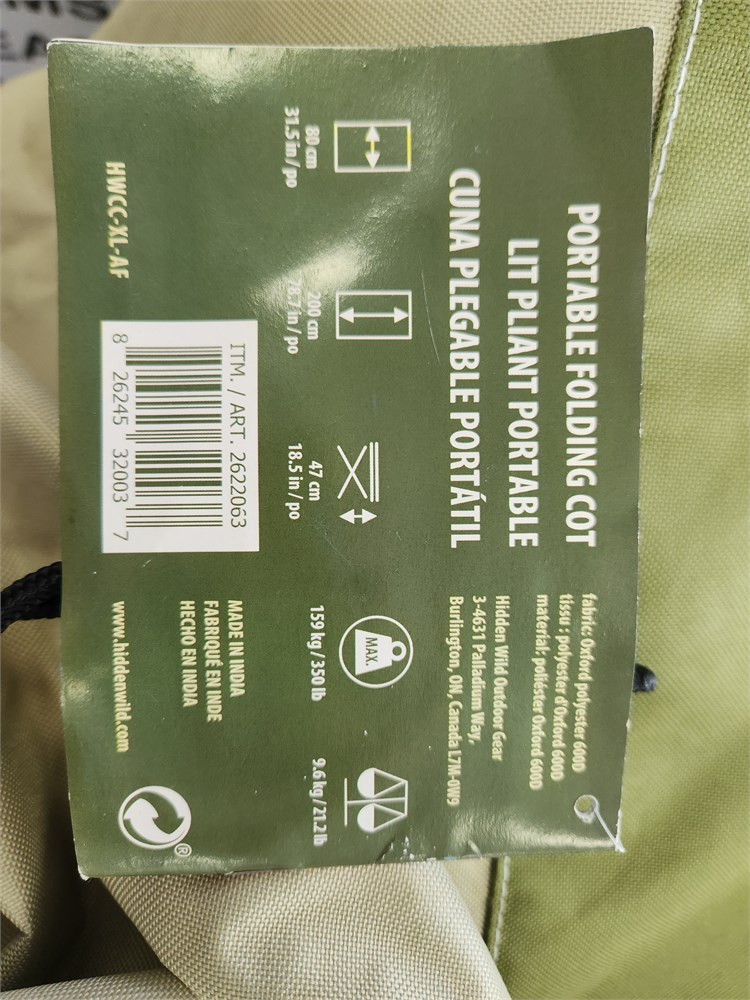 PORTABLE FOLDING COT
LIT PLIANT PORTABLE
CUNA PLEGABLE PORTÁTIL
fabric: Oxford polyester 600D
tissu : polyester d'Oxford 600D
material: poliéster Oxford 600D
Hidden Wild Outdoor Gear
3-4631 Palladium Way,
Burlington, ON, Canada L7M-0W9
80 cm
31.5 in / po
200 cm
78.7 in / po
47 cm
18.5 in / po
MAX.
159 kg / 350 lb
9.6 kg / 21.2 lb
HWCC-XL-AF
ITM. / ART. 2622063
8 26245 32003 7
MADE IN INDIA
FABRIQUÉ EN INDE
HECHO EN INDIA
www.hiddenwild.com
®